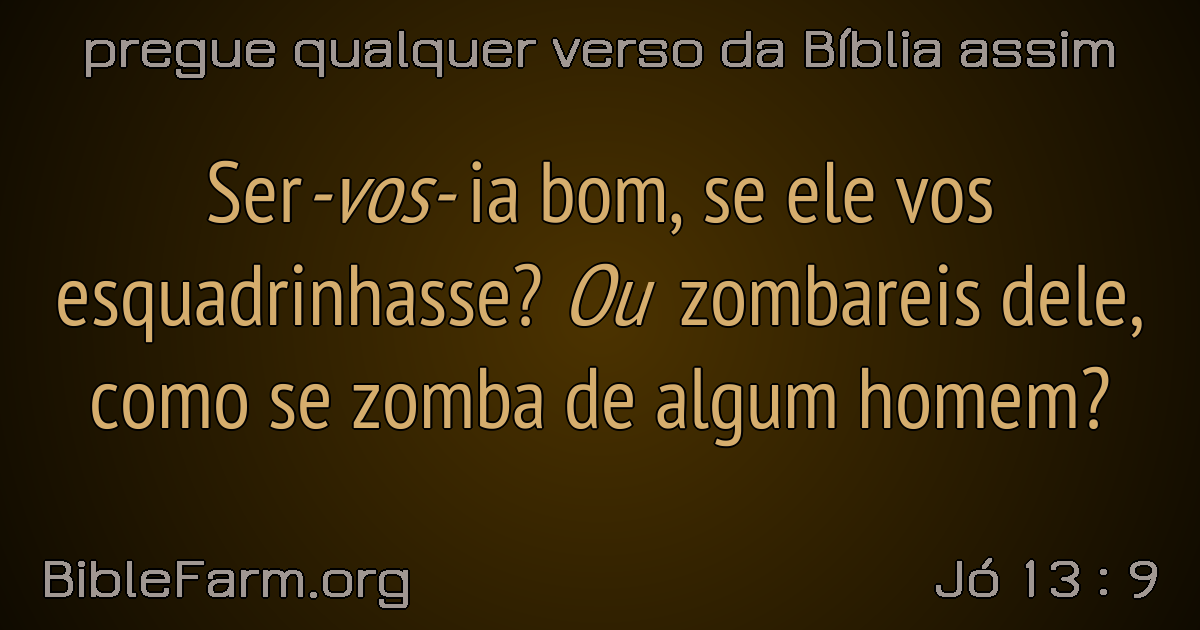 pregue qualquer verso da Bíblia assim
Ser -vos- ia bom, se ele vos
esquadrinhasse? Ou zombareis dele,
como se zomba de algum homem?
BibleFarm.org
Jó 13 : 9